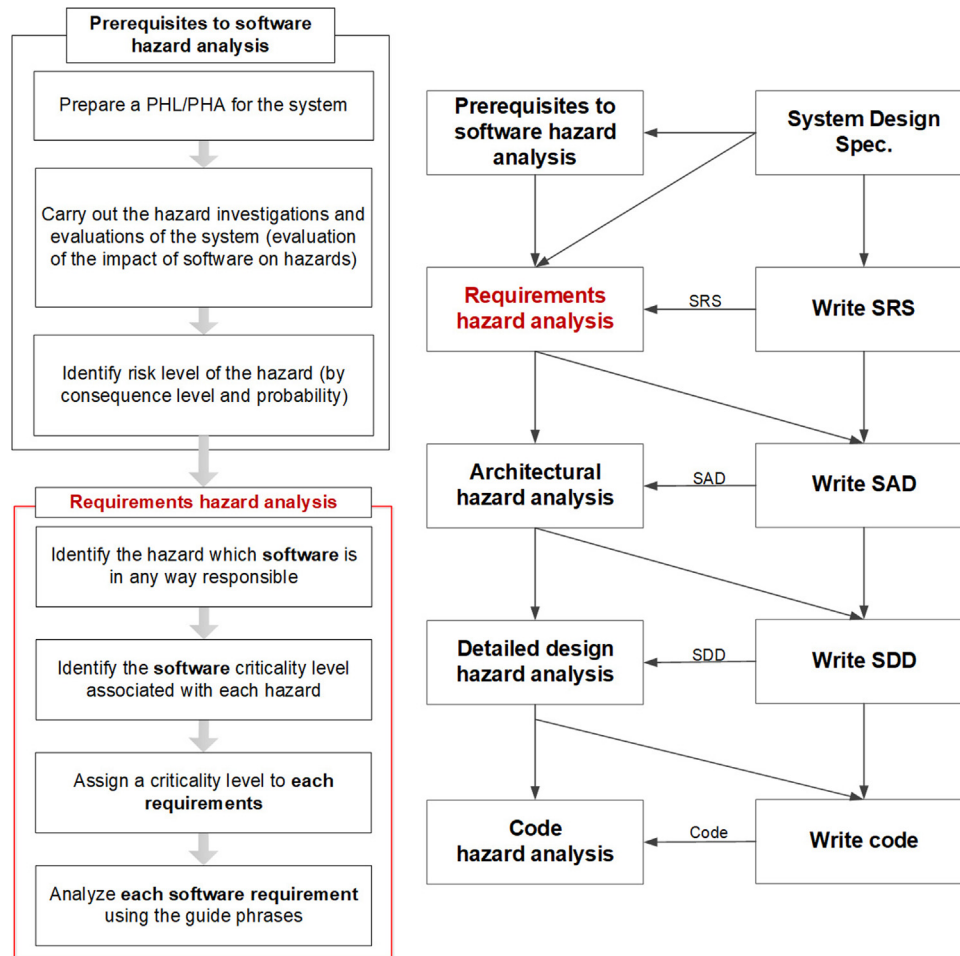 Prerequisites to software
hazard analysis
Prepare a PHL/PHA for the system
Carry out the hazard investigations and
evaluations of the system (evaluation
of the impact of software on hazards)
Identify risk level of the hazard (by
consequence level and probability)
Requirements hazard analysis
Identify the hazard which software is
in any way responsible
Identify the software criticality level
associated with each hazard
Assign a criticality level to each
requirements
Analyze each software requirement
using the guide phrases
Prerequisites to
software hazard
analysis
System Design
Spec.
Requirements
hazard analysis
SRS
Write SRS
Architectural
hazard analysis
SAD
Write SAD
Detailed design
hazard analysis
SDD
Write SDD
Code
hazard analysis
Code
Write code